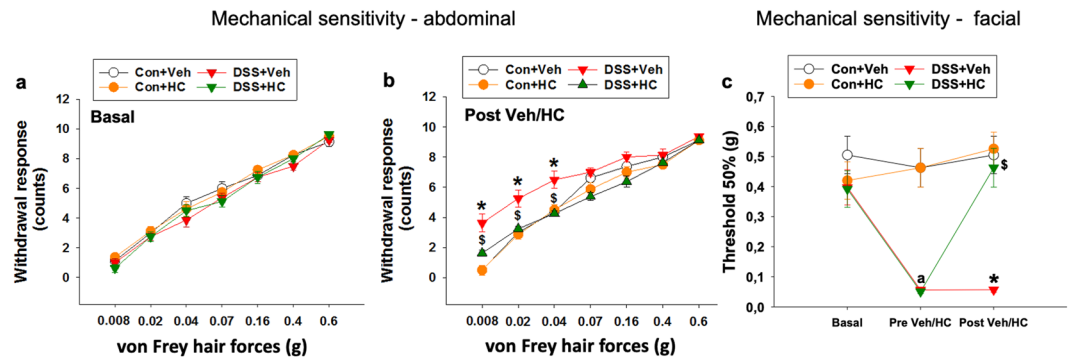 Mechanical sensitivity - abdominal
Mechanical sensitivity - facial
a
Con+Veh DSS+Veh
Con+HC DSS+HC
Basal
Withdrawal response
(counts)
12
10
8
6
4
2
0
0.008 0.02 0.04 0.07 0.16 0.4 0.6
von Frey hair forces (g)
b
Con+Veh DSS+Veh
Con+HC DSS+HC
Post Veh/HC
Withdrawal response
(counts)
12
10
8
6
4
2
0
* * *
$ $ $
0.008 0.02 0.04 0.07 0.16 0.4 0.6
von Frey hair forces (g)
c
Con+Veh DSS+Veh
Con+HC DSS+HC
Threshold 50% (g)
0,7
0,6
0,5
0,4
0,3
0,2
0,1
0,0
$
a
*
Basal Pre Veh/HC Post Veh/HC